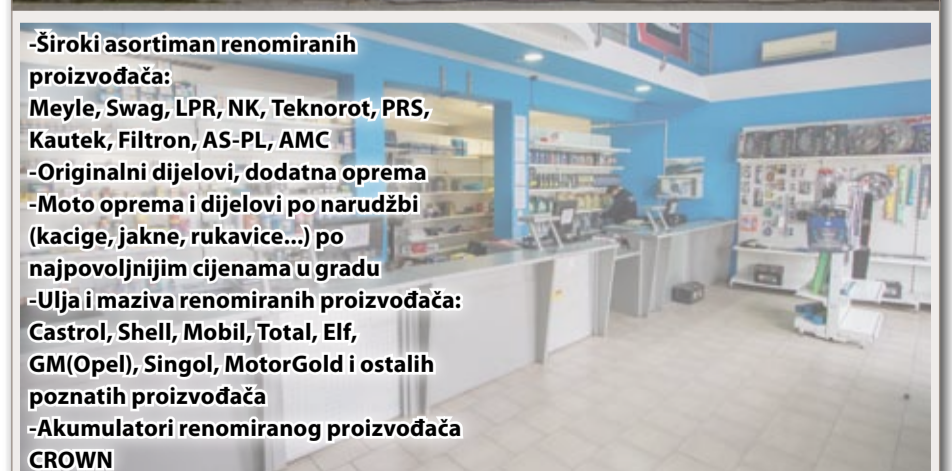 -Široki asortiman renomiranih
proizvođača:
Meyle, Swag, LPR, NK, Teknorot, PRS,
Kautek, Filtron, AS-PL, AMC
-Originalni dijelovi, dodatna oprema
-Moto oprema i dijelovi po narudžbi
(kacige, jakne, rukavice...) po
najpovoljnijim cijenama u gradu
-Ulja i maziva renomiranih proizvođača:
Castrol, Shell, Mobil, Total, Elf,
GM(Opel), Singol, MotorGold i ostalih
poznatih proizvođača
-Akumulatori renomiranog proizvođača
CROWN